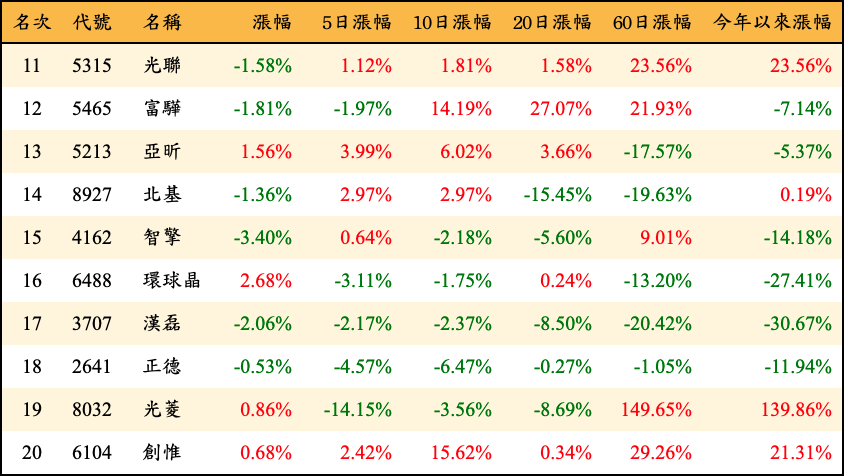 名次 代號 名稱 漲幅 5日漲幅 10日漲幅 20日漲幅 60日漲幅 今年以來漲幅
11 5315 光聯 -1.58% 1.12% 1.81% 1.58% 23.56% 23.56%
12 5465 富驊 -1.81% -1.97% 14.19% 27.07% 21.93% -7.14%
13 5213 亞昕 1.56% 3.99% 6.02% 3.66% -17.57% -5.37%
14 8927 北基 -1.36% 2.97% 2.97% -15.45% -19.63% 0.19%
15 4162 智擎 -3.40% 0.64% -2.18% -5.60% 9.01% -14.18%
16 6488 環球晶 2.68% -3.11% -1.75% 0.24% -13.20% -27.41%
17 3707 漢磊 -2.06% -2.17% -2.37% -8.50% -20.42% -30.67%
18 2641 正德 -0.53% -4.57% -6.47% -0.27% -1.05% -11.94%
19 8032 光菱 0.86% -14.15% -3.56% -8.69% 149.65% 139.86%
20 6104 創惟 0.68% 2.42% 15.62% 0.34% 29.26% 21.31%